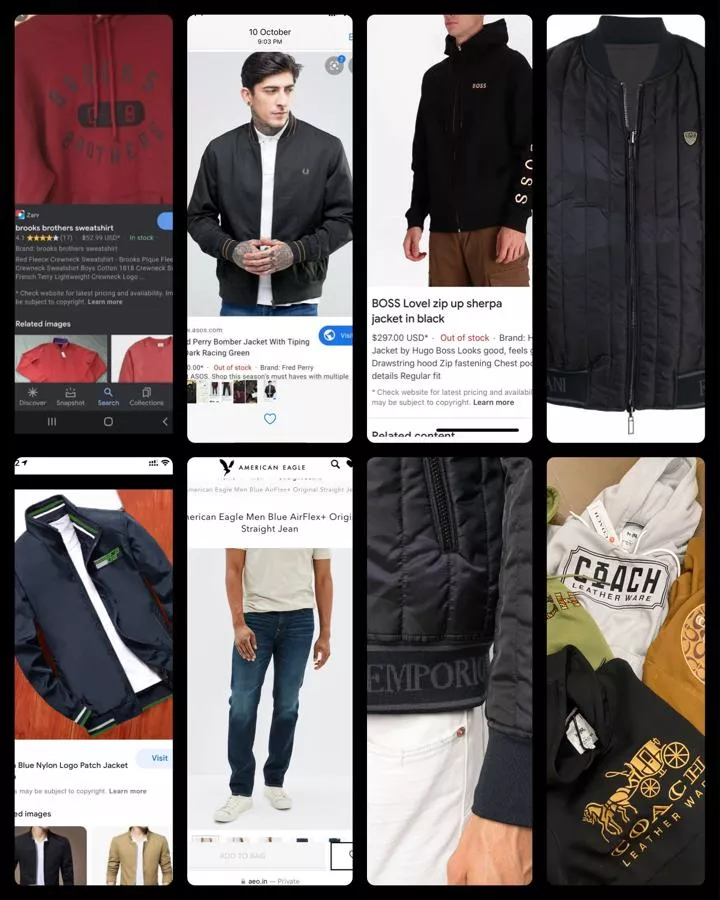 BROOKS
BROTHERS
Zarv
brooks brothers sweatshirt
4.1 ★★★★★ (17) · $52.99 USD* · In stock
Brand: brooks brothers sweatshirt
Red Fleece Crewneck Sweatshirt - Brooks Pique Flee
Crewneck Sweatshirt Boys Cotton 1818 Crewneck S
French Terry Lightweight Crewneck Logo ...
* Check website for latest pricing and availability. Im
be subject to copyright. Learn more
Related images
Discover
Snapshot
Search
Collections
10 October
9:03 PM
.asos.com
d Perry Bomber Jacket With Tiping
Dark Racing Green
Visi
0.00* · Out of stock · Brand: Fred Perry
ASOS. Shop this season's must haves with multiple
BOSS
BOSS
BOSS Lovel zip up sherpa
jacket in black
$297.00 USD* · Out of stock · Brand: H
Jacket by Hugo Boss Looks good, feels g
Drawstring hood Zip fastening Chest poc
details Regular fit
* Check website for latest pricing and availabili
may be subject to copyright. Learn more
Related content
ANI
2
Blue Nylon Logo Patch Jacket
Visit
s may be subject to copyright. Learn more
ed images
AMERICAN EAGLE
American Eagle Men Blue AirFlex+ Original Straight Je
merican Eagle Men Blue AirFlex+ Origi
Straight Jean
ADD TO BAG
aeo.in — Private
EMPORIO
COACH
LEATHER WARE
COACH
LEATHER WAR